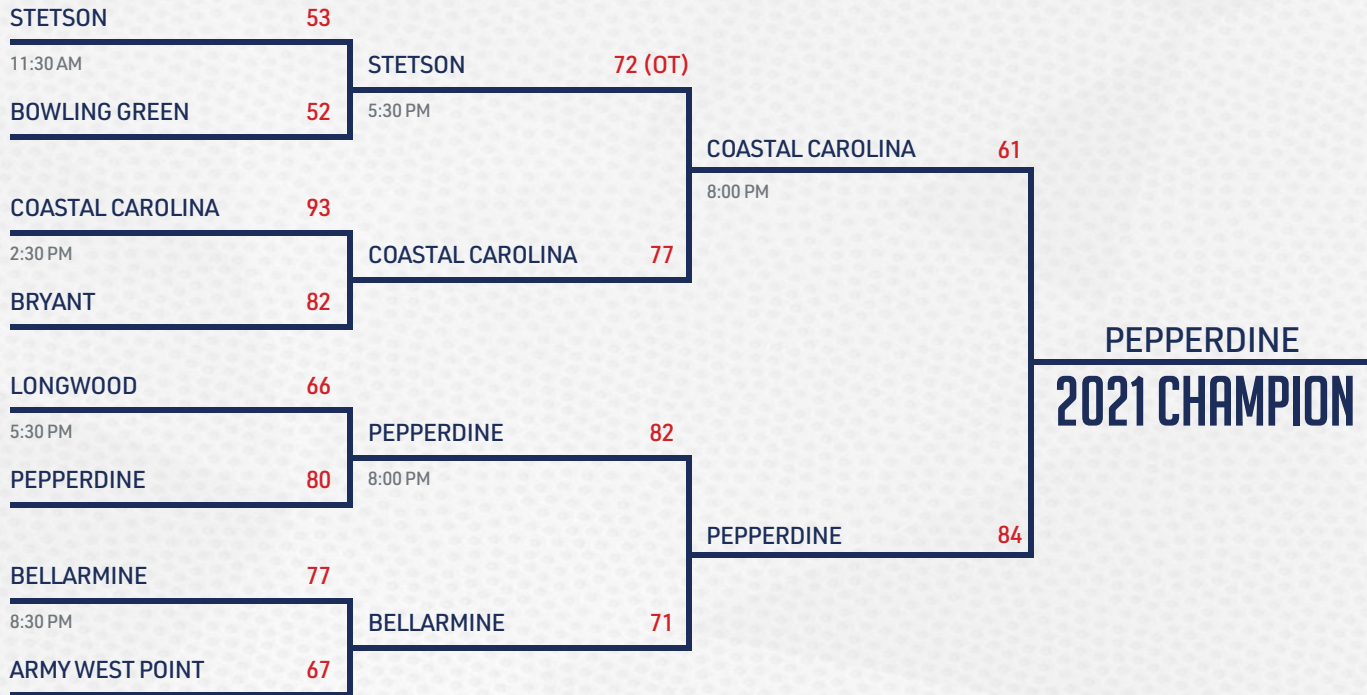 STETSON 53
11:30 AM
BOWLING GREEN 52
COASTAL CAROLINA 93
2:30 PM
BRYANT 82
LONGWOOD 66
5:30 PM
PEPPERDINE 80
BELLARMINE 77
8:30 PM
ARMY WEST POINT 67
STETSON 72 (OT)
5:30 PM
COASTAL CAROLINA 77
PEPPERDINE 82
8:00 PM
BELLARMINE 71
COASTAL CAROLINA 61
8:00 PM
PEPPERDINE 84
PEPPERDINE
2021 CHAMPION